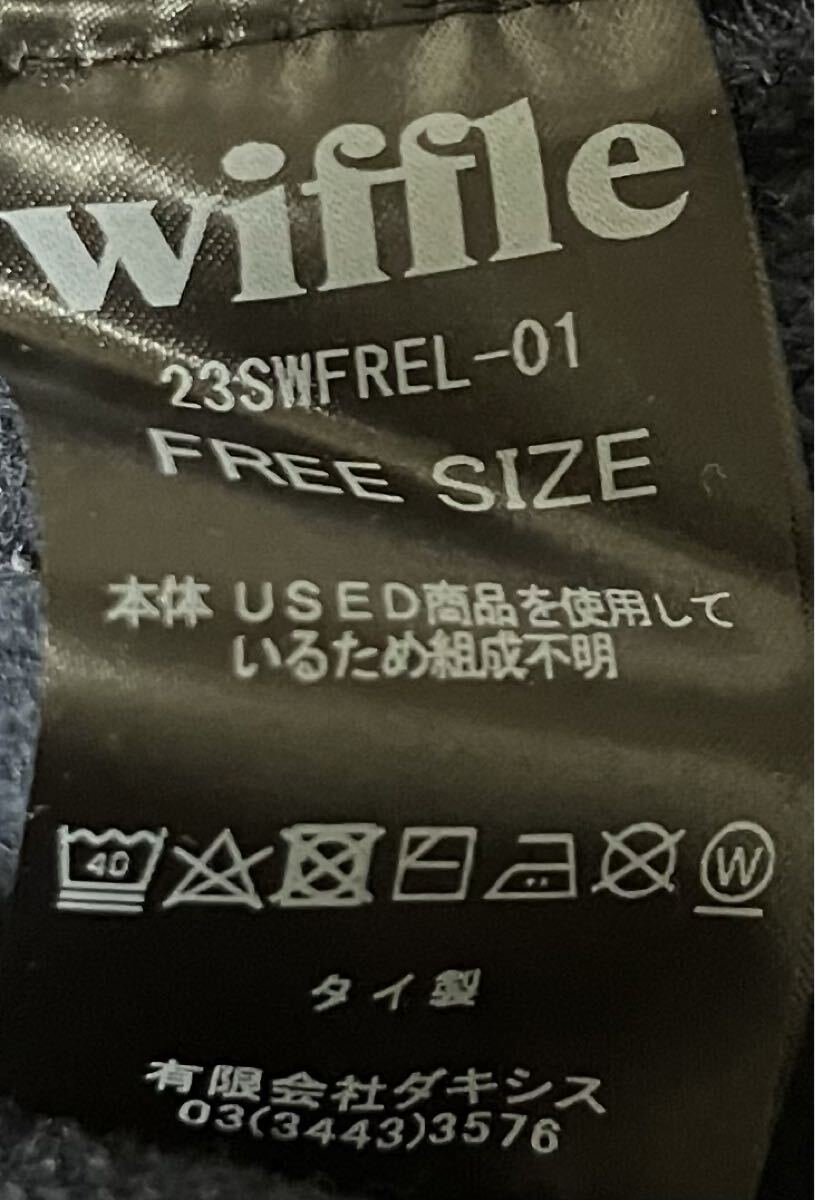 wiffle
23SWFREL-01
FREE SIZE
本体 USED商品を使用して
いるため組成不明
40
W
タイ製
有限会社ダキシス
03(3443)3576